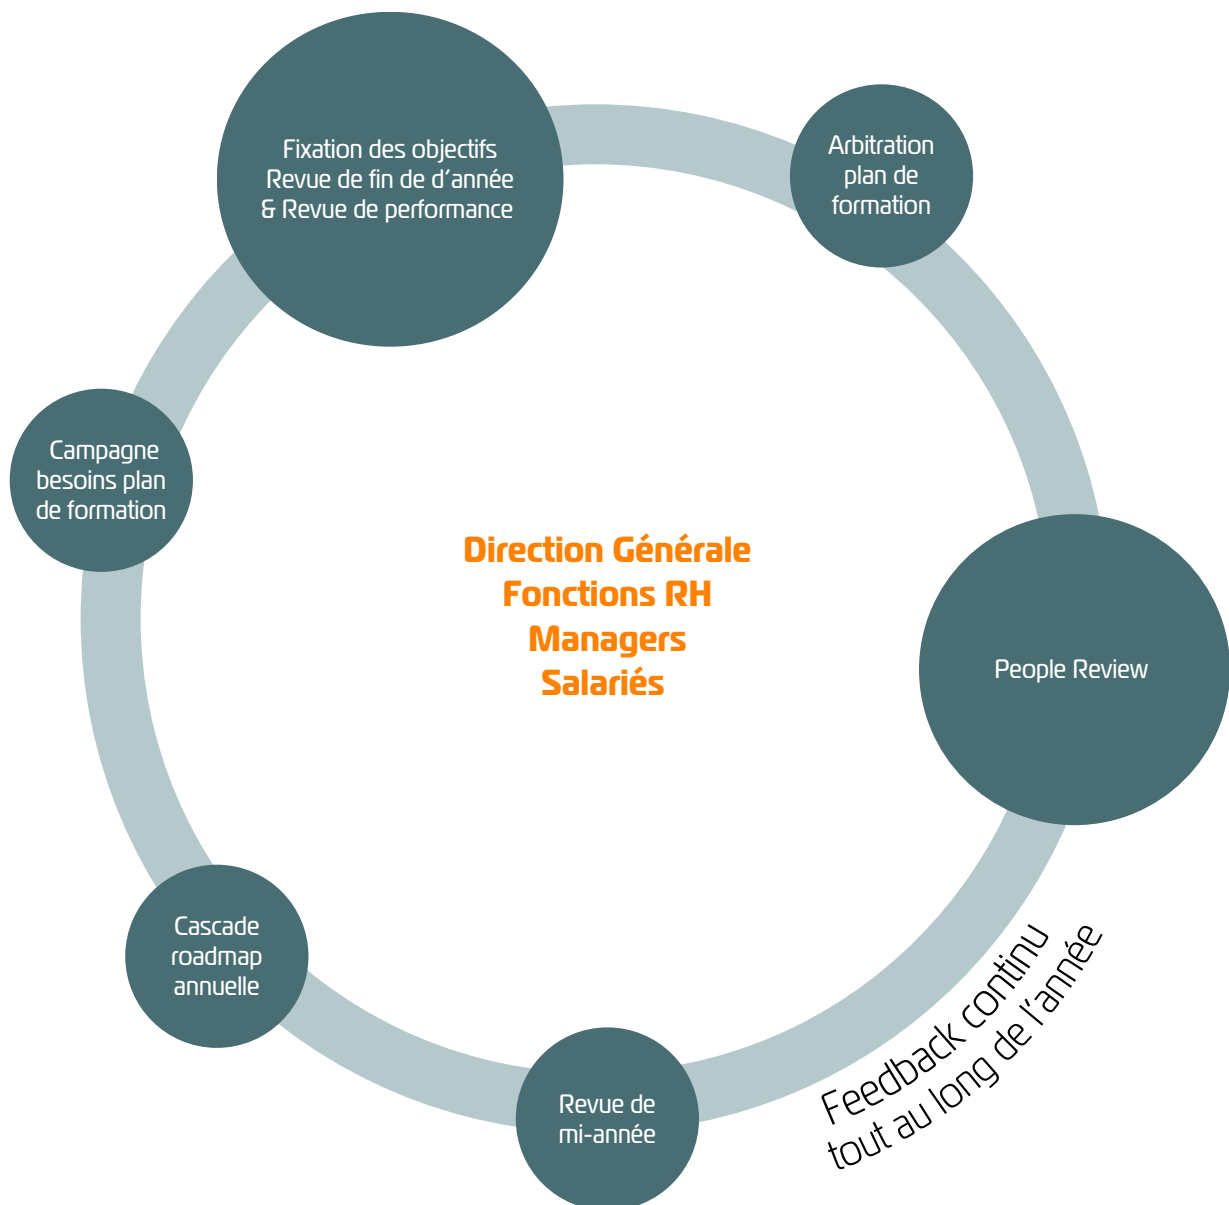 Fixation des objectifs
Revue de fin de d'année
& Revue de performance
Arbitration
plan de
formation
Campagne
besoins plan
de formation
Direction Générale
Fonctions RH
Managers
Salariés
People Review
Cascade
roadmap
annuelle
Revue de
mi-année
Feedback continu
tout au long de l'année